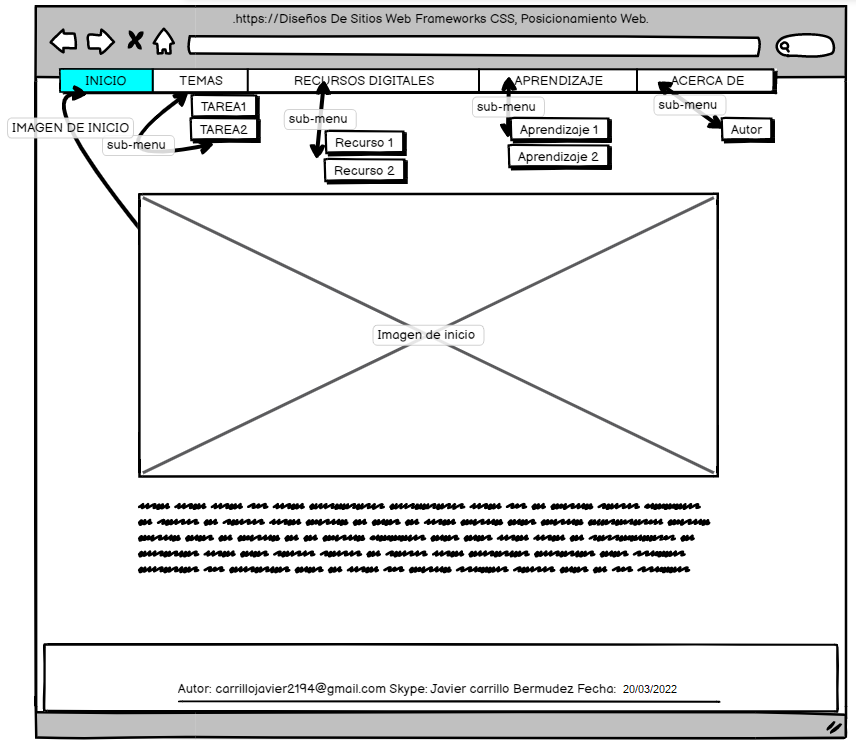 .https://Diseños De Sitios Web Frameworks CSS, Posicionamiento Web.
INICIO TEMAS RECURSOS DIGITALES APRENDIZAJE ACERCA DE
TAREA1
sub-menu
sub-menu
sub-menu
IMAGEN DE INICIO
TAREA2
Aprendizaje 1
Autor
sub-menu
Recurso 1
Aprendizaje 2
Recurso 2
Imagen de inicio
Autor: carrillojavier2194@gmail.com Skype: Javier carrillo Bermudez Fecha: 20/03/2022